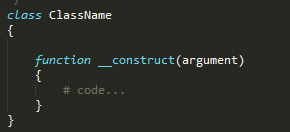 class ClassName
{
function __construct(argument)
{
# code...
}
}